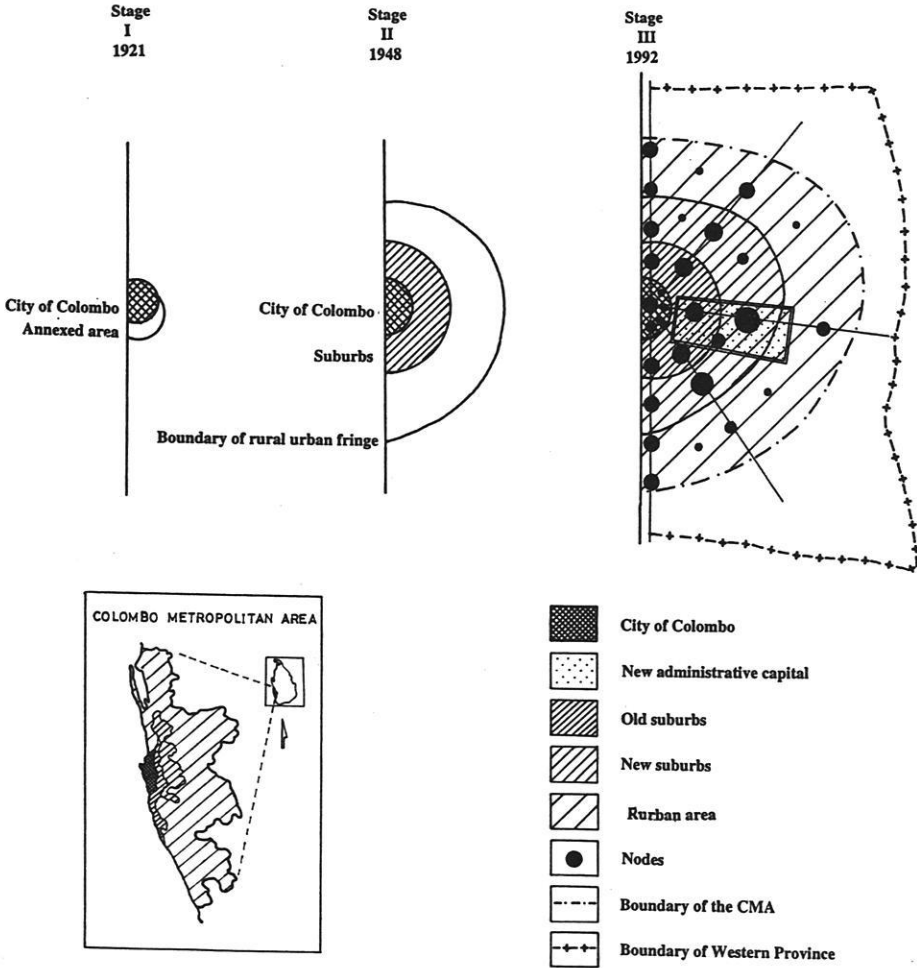 Stage
I
1921
Stage
II
1948
Stage
III
1992
City of Colombo
Annexed area
City of Colombo
Suburbs
Boundary of rural urban fringe
COLOMBO METROPOLITAN AREA
City of Colombo
New administrative capital
Old suburbs
New suburbs
Rurban area
Nodes
Boundary of the CMA
Boundary of Western Province